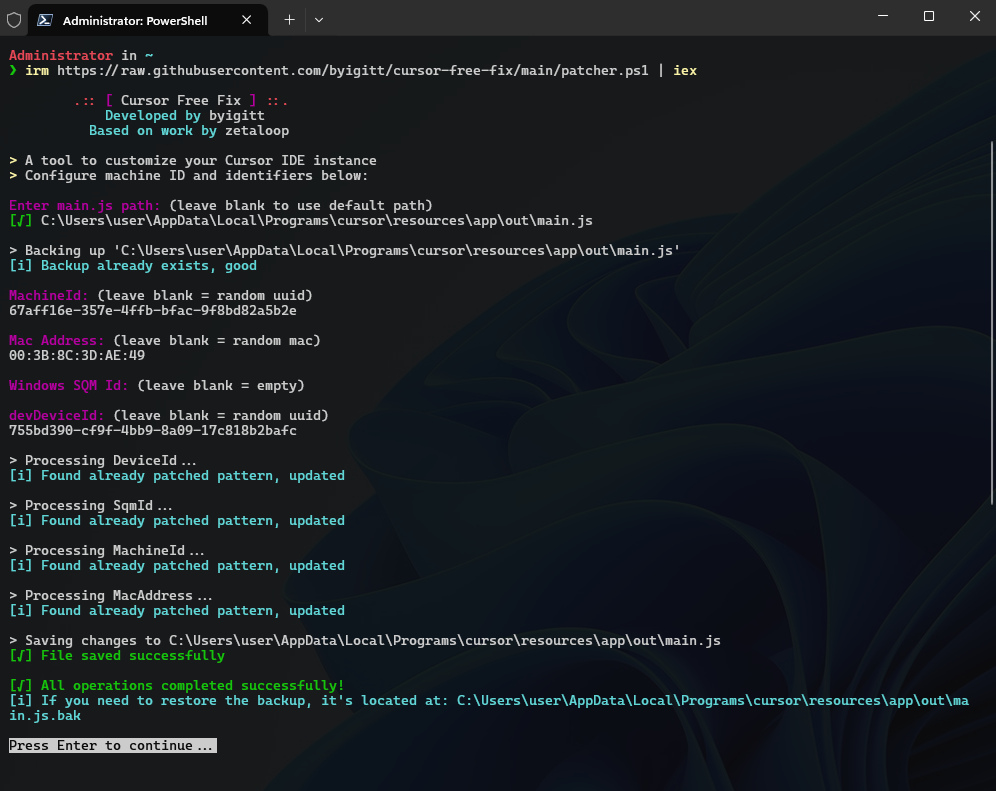 Administrator: PowerShell
Administrator in ~
❯ irm https://raw.githubusercontent.com/byigitt/cursor-free-fix/main/patcher.ps1 | iex
.:: [ Cursor Free Fix ] ::.
Developed by byigitt
Based on work by zetaloop
> A tool to customize your Cursor IDE instance
> Configure machine ID and identifiers below:
Enter main.js path: (leave blank to use default path)
[√] C:\Users\user\AppData\Local\Programs\cursor\resources\app\out\main.js
> Backing up 'C:\Users\user\AppData\Local\Programs\cursor\resources\app\out\main.js'
[i] Backup already exists, good
MachineId: (leave blank = random uuid)
67aff16e-357e-4ffb-bfac-9f8bd82a5b2e
Mac Address: (leave blank = random mac)
00:3B:8C:3D:AE:49
Windows SQM Id: (leave blank = empty)
devDeviceId: (leave blank = random uuid)
755bd390-cf9f-4bb9-8a09-17c818b2bafc
> Processing DeviceId...
[i] Found already patched pattern, updated
> Processing SqmId...
[i] Found already patched pattern, updated
> Processing MachineId...
[i] Found already patched pattern, updated
> Processing MacAddress...
[i] Found already patched pattern, updated
> Saving changes to C:\Users\user\AppData\Local\Programs\cursor\resources\app\out\main.js
[√] File saved successfully
[√] All operations completed successfully!
[i] If you need to restore the backup, it's located at: C:\Users\user\AppData\Local\Programs\cursor\resources\app\out\ma
in.js.bak
Press Enter to continue...